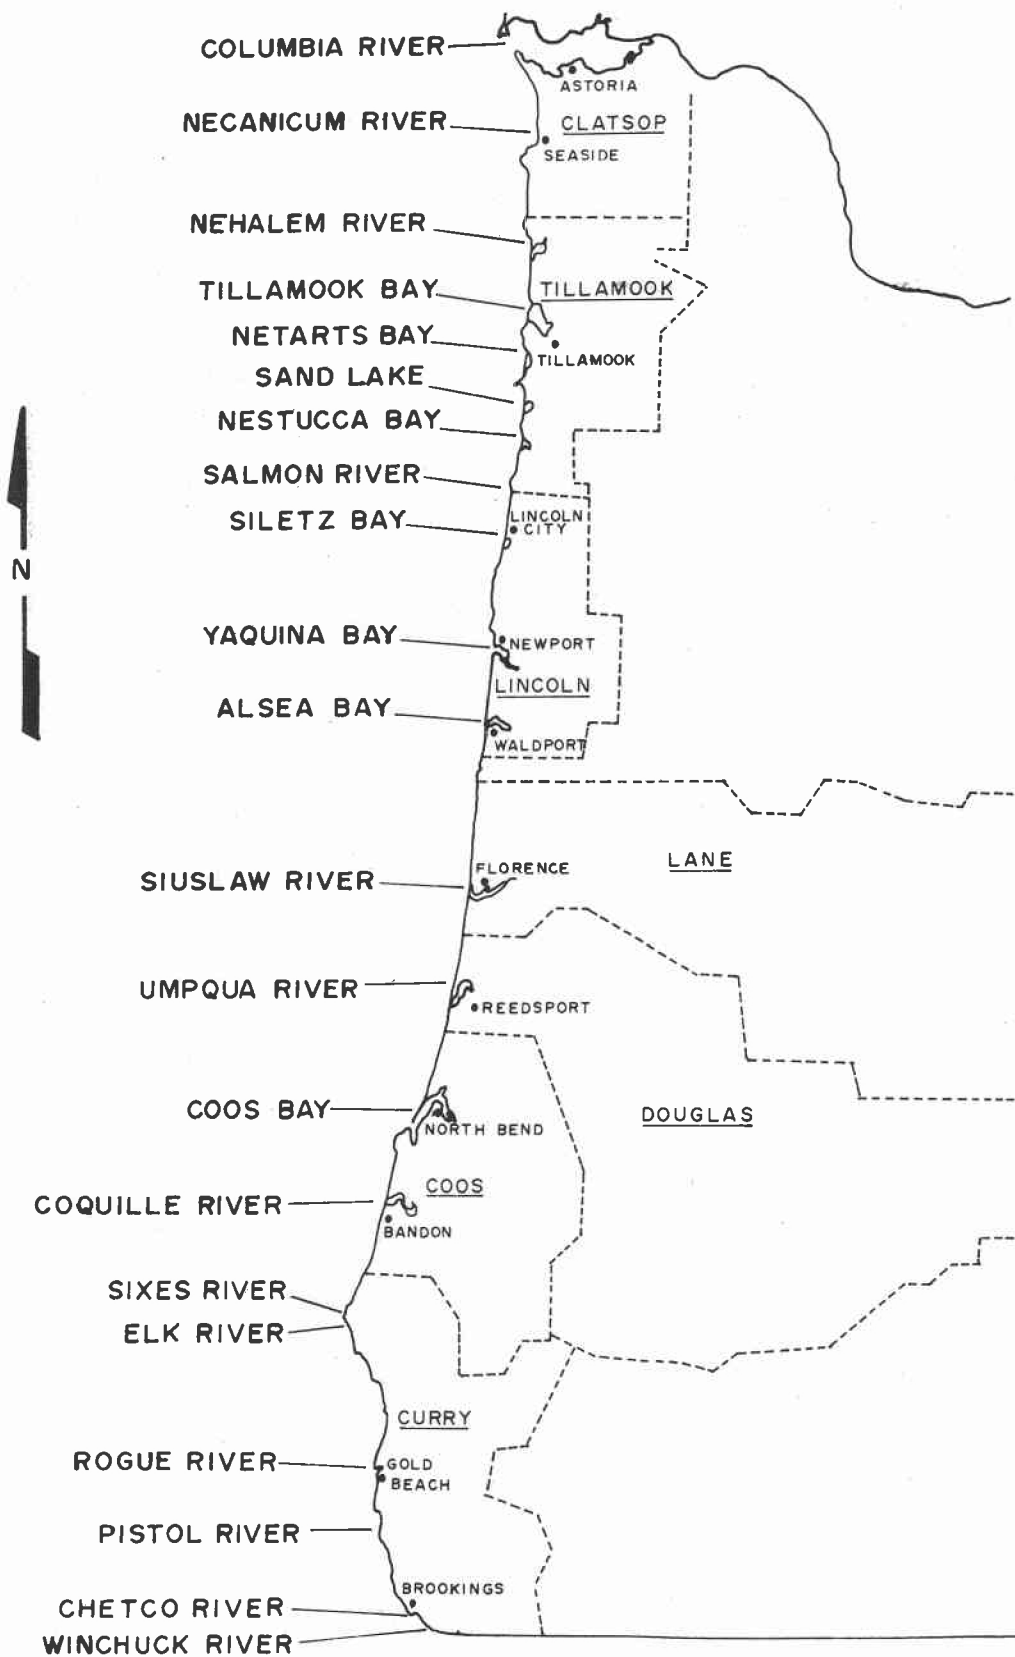 COLUMBIA RIVER
ASTORIA
NECANICUM RIVER
CLATSOP
SEASIDE
NEHALEM RIVER
TILLAMOOK BAY
TILLAMOOK
NETARTS BAY
TILLAMOOK
SAND LAKE
NESTUCCA BAY
SALMON RIVER
SILETZ BAY
LINCOLN
CITY
N
YAQUINA BAY
NEWPORT
LINCOLN
ALSEA BAY
WALDPORT
LANE
FLORENCE
SIUSLAW RIVER
UMPQUA RIVER
REEDSPORT
COOS BAY
NORTH BEND
DOUGLAS
COOS
COQUILLE RIVER
BANDON
SIXES RIVER
ELK RIVER
CURRY
ROGUE RIVER
GOLD
BEACH
PISTOL RIVER
BROOKINGS
CHETCO RIVER
WINCHUCK RIVER